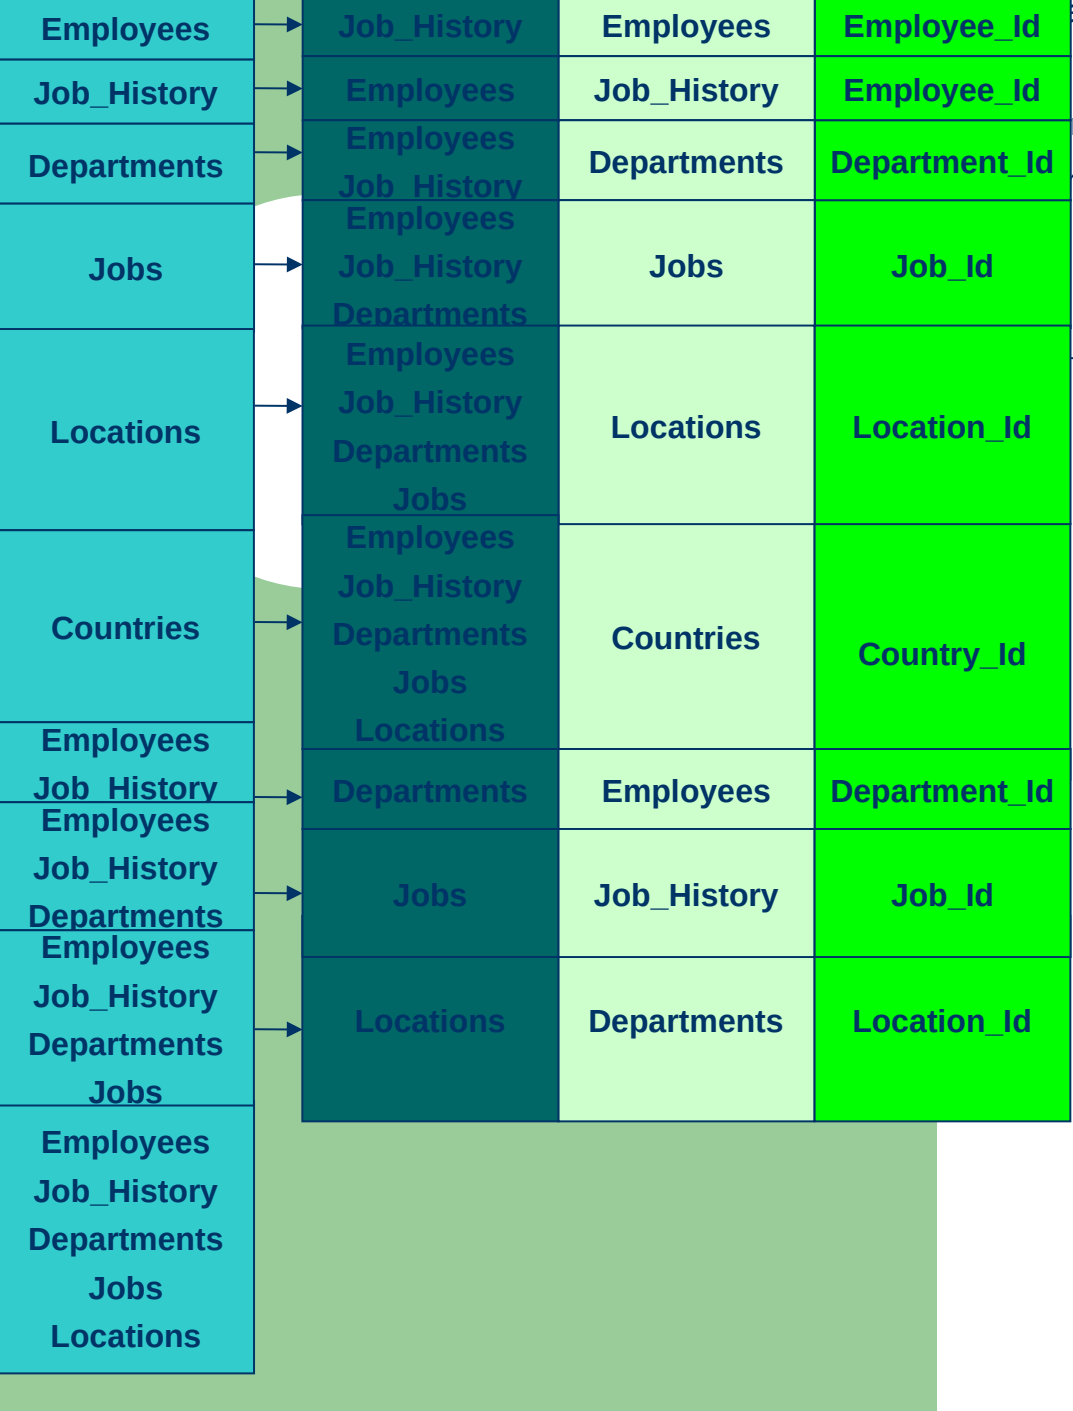 Employees
Job_History
Employees
Employee_Id
Job_History
Employees
Job_History
Employee_Id
Departments
Employees
Job_History
Departments
Department_Id
Jobs
Employees
Job_History
Departments
Jobs
Job_Id
Locations
Employees
Job_History
Departments
Jobs
Locations
Location_Id
Countries
Employees
Job_History
Departments
Jobs
Locations
Countries
Country_Id
Employees
Job_History
Departments
Employees
Department_Id
Employees
Job_History
Departments
Jobs
Job_History
Job_Id
Employees
Job_History
Departments
Jobs
Locations
Departments
Location_Id
Employees
Job_History
Departments
Jobs
Locations